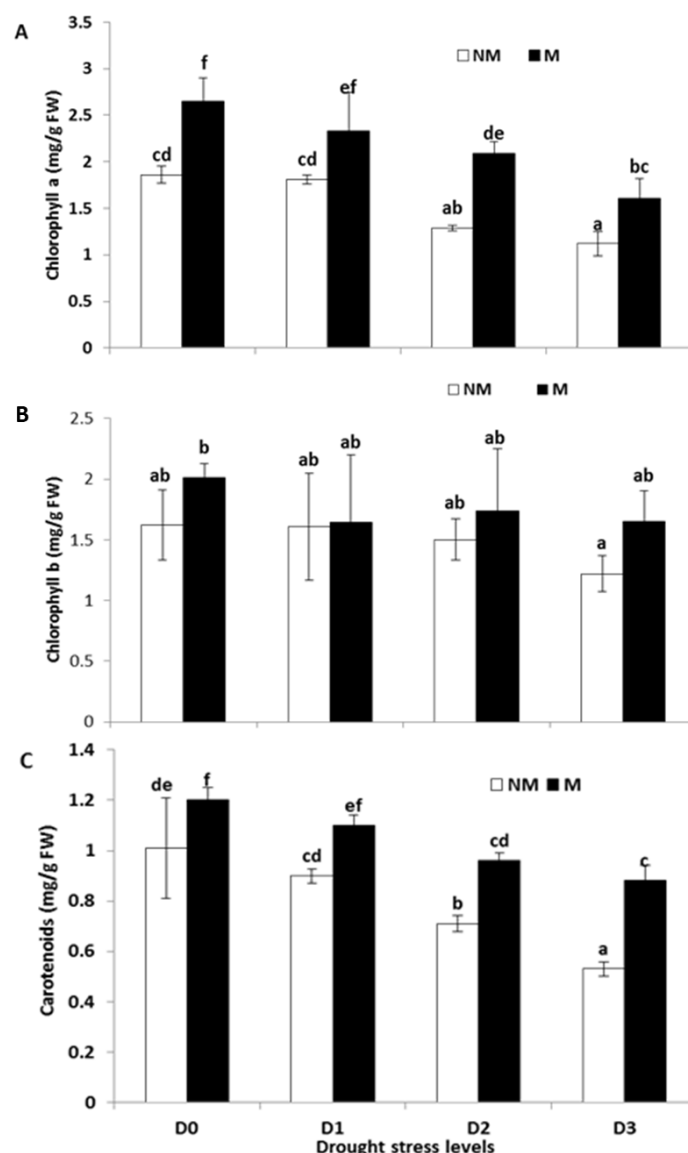 A
Chlorophyll a (mg/g FW)
3.5
3
2.5
2
1.5
1
0.5
0
NM M
cd f cd ef ab de a bc
B
Chlorophyll b (mg/g FW)
2.5
2
1.5
1
0.5
0
NM M
ab b ab ab ab ab a ab
C
Carotenoids (mg/g FW)
1.4
1.2
1
0.8
0.6
0.4
0.2
0
NM M
de f cd ef b cd a c
D0 D1 D2 D3
Drought stress levels